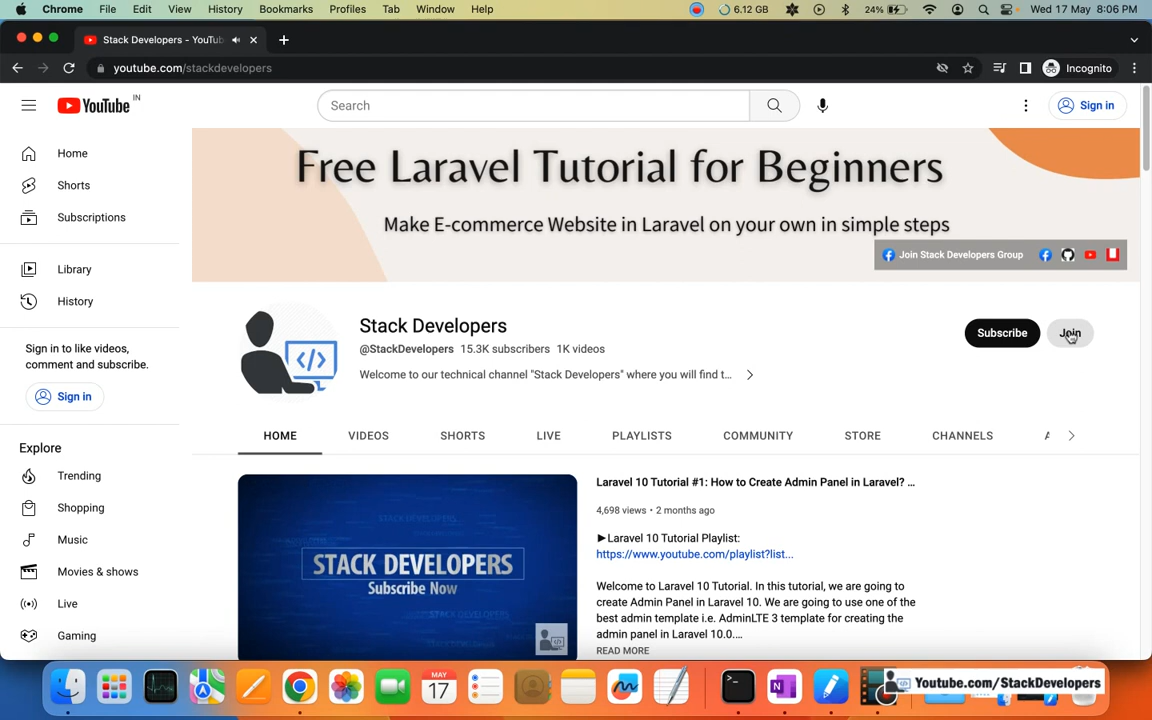 Chrome File Edit View History Bookmarks Profiles Tab Window Help 6.12 GB 24% Wed 17 May 8:06 PM
Stack Developers - YouTub
youtube.com/stackdevelopers Incognito
YouTube IN Search Sign in
Home
Shorts
Subscriptions
Library
History
Sign in to like videos,
comment and subscribe.
Sign in
Explore
Trending
Shopping
Music
Movies & shows
Live
Gaming
Free Laravel Tutorial for Beginners
Make E-commerce Website in Laravel on your own in simple steps
Join Stack Developers Group
Stack Developers
@StackDevelopers 15.3K subscribers 1K videos
Welcome to our technical channel "Stack Developers" where you will find t...
Subscribe Join
HOME VIDEOS SHORTS LIVE PLAYLISTS COMMUNITY STORE CHANNELS
STACK DEVELOPERS
Subscribe Now
Laravel 10 Tutorial #1: How to Create Admin Panel in Laravel? ...
4,698 views • 2 months ago
►Laravel 10 Tutorial Playlist:
https://www.youtube.com/playlist?list...
Welcome to Laravel 10 Tutorial. In this tutorial, we are going to
create Admin Panel in Laravel 10. We are going to use one of the
best admin template i.e. AdminLTE 3 template for creating the
admin panel in Laravel 10.0....
READ MORE
MAY
17
Youtube.com/StackDevelopers